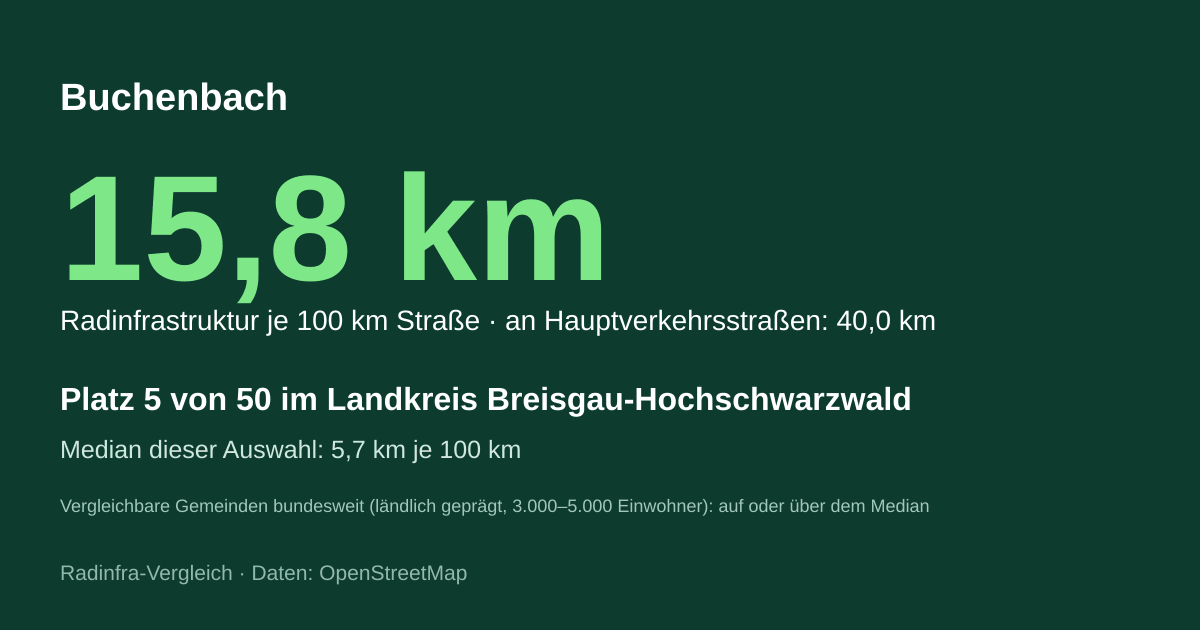 Buchenbach
15,8 km
Radinfrastruktur je 100 km Straße · an Hauptverkehrsstraßen: 40,0 km
Platz 5 von 50 im Landkreis Breisgau-Hochschwarzwald
Median dieser Auswahl: 5,7 km je 100 km
Vergleichbare Gemeinden bundesweit (ländlich geprägt, 3.000–5.000 Einwohner): auf oder über dem Median
Radinfra-Vergleich · Daten: OpenStreetMap